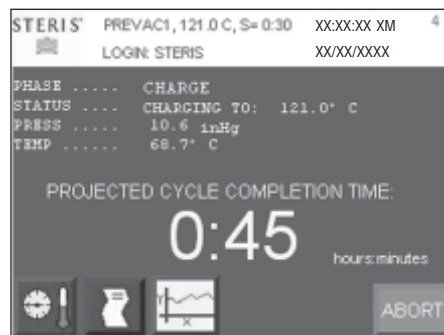 STERIS® PREVAC1, 121.0 C, S= 0:30 XX:XX:XX XM 4
LOGIN: STERIS XX/XX/XXXX
PHASE ..... CHARGE
STATUS .... CHARGING TO: 121.0° C
PRESS ..... 10.6 inHg
TEMP ...... 68.7° C
PROJECTED CYCLE COMPLETION TIME:
0:45
hours:minutes
X
ABORT